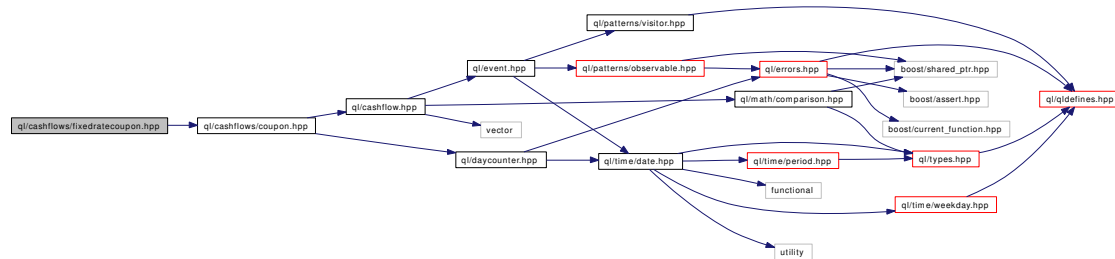 ql/patterns/visitor.hpp
ql/event.hpp
ql/patterns/observable.hpp
ql/errors.hpp
boost/shared_ptr.hpp
ql/cashflow.hpp
ql/math/comparison.hpp
boost/assert.hpp
ql/qldefines.hpp
ql/cashflows/fixedratecoupon.hpp
ql/cashflows/coupon.hpp
vector
boost/current_function.hpp
ql/daycounter.hpp
ql/time/date.hpp
ql/time/period.hpp
ql/types.hpp
functional
ql/time/weekday.hpp
utility